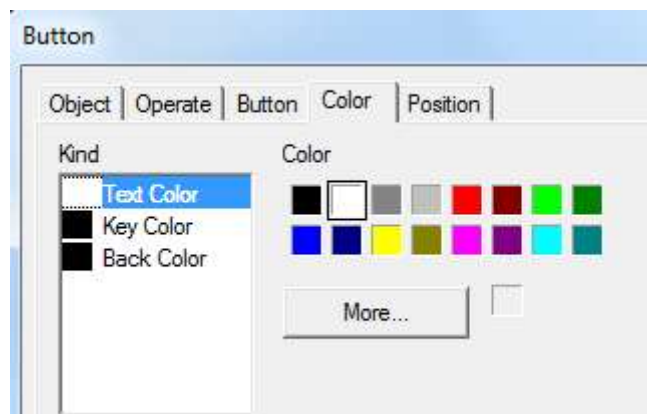 Button
Object Operate Button Color Position
Kind Color
Text Color
Key Color
Back Color
More...